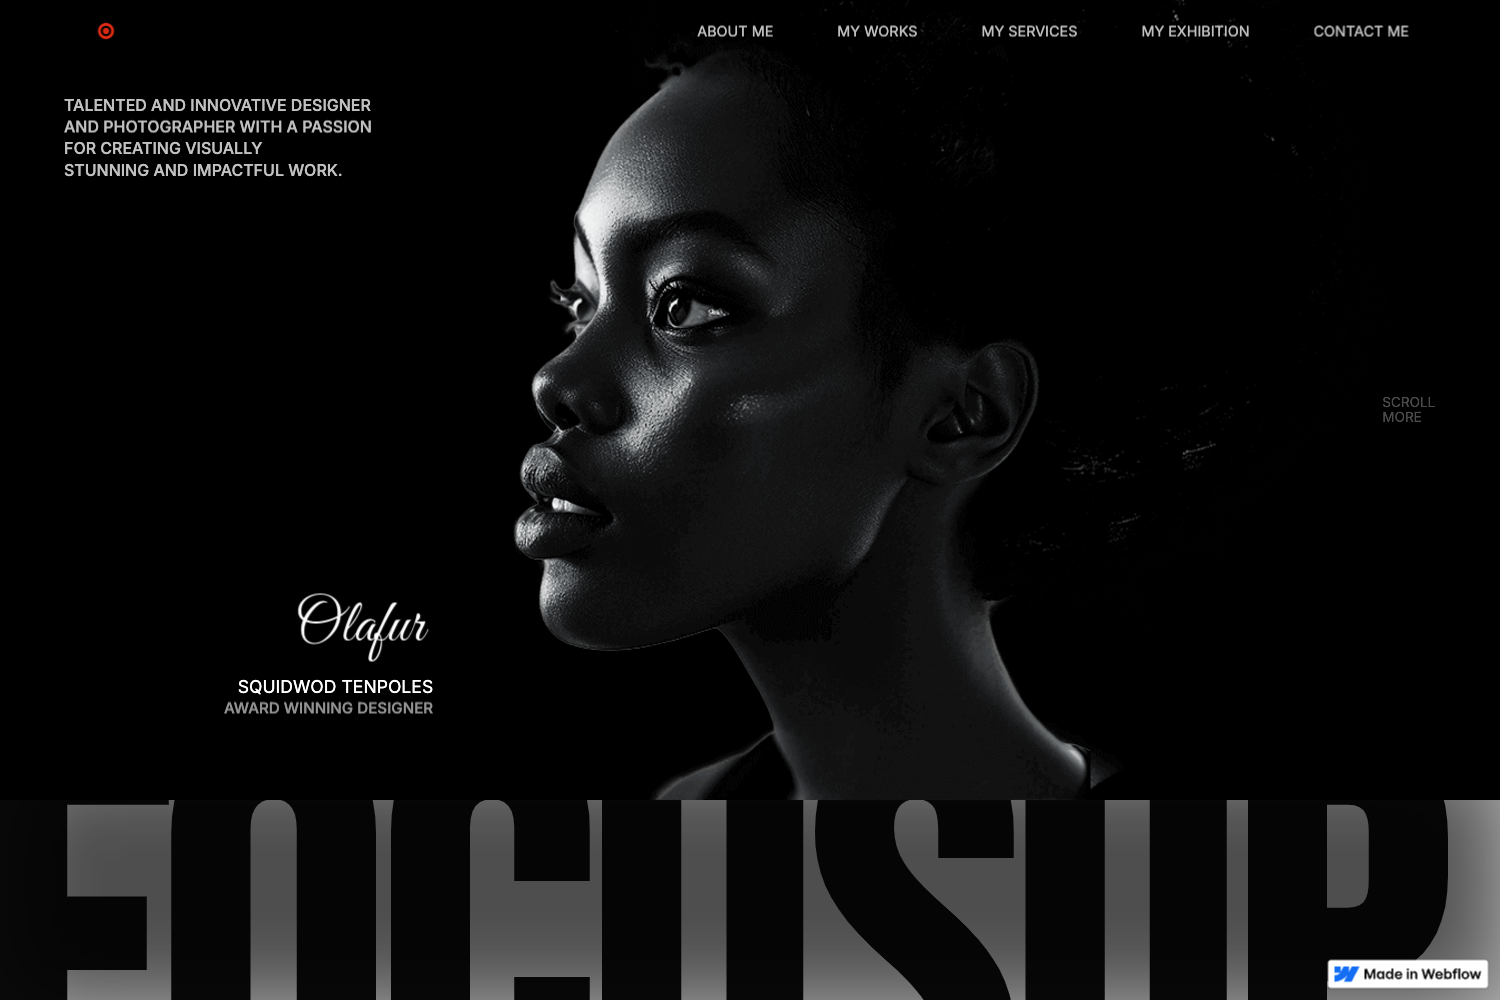 ABOUT ME MY WORKS MY SERVICES MY EXHIBITION CONTACT ME
TALENTED AND INNOVATIVE DESIGNER
AND PHOTOGRAPHER WITH A PASSION
FOR CREATING VISUALLY
STUNNING AND IMPACTFUL WORK.
SCROLL
MORE
Olafur
SQUIDWOD TENPOLES
AWARD WINNING DESIGNER
FOCUSUP
Made in Webflow